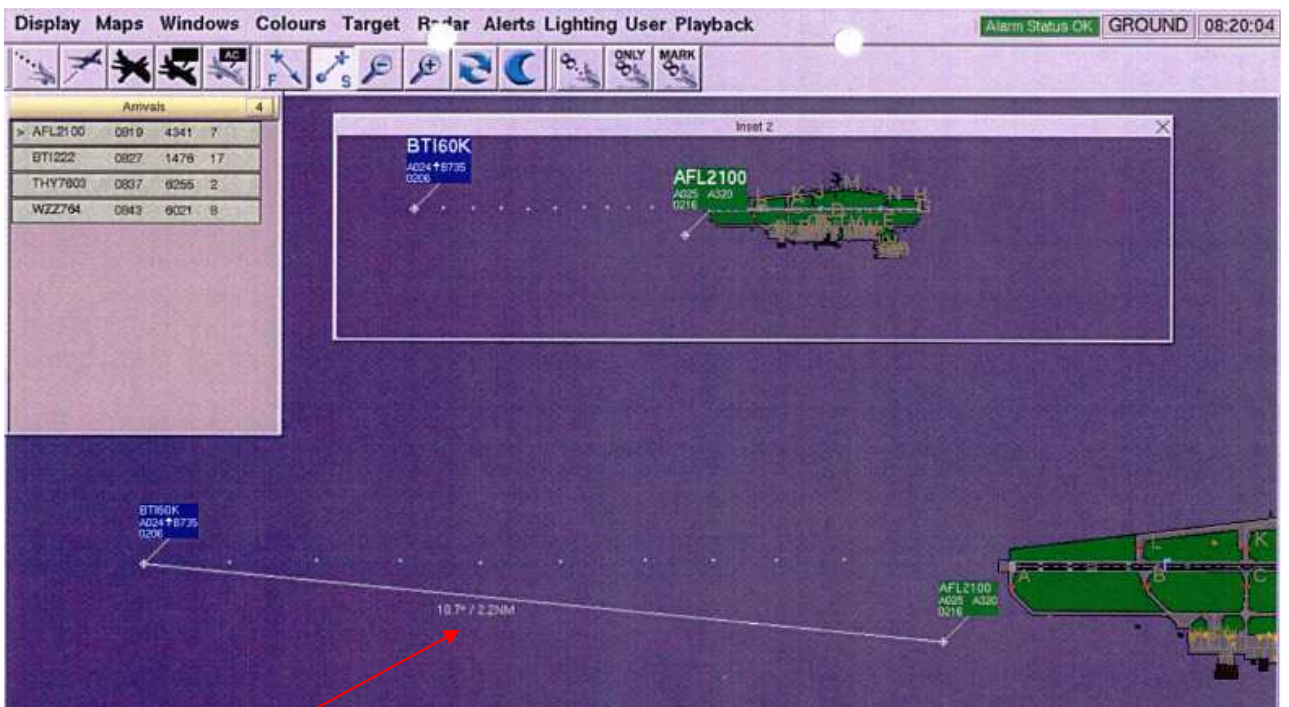 Display Maps Windows Colours Target Radar Alerts Lighting User Playback
Alarm Status OK GROUND 08:20:04
F S AC ONLY MARK
Arrivals 4
> AFL2100 0819 4341 7
BTI222 0827 1476 17
THY7603 0837 6255 2
WZZ764 0843 6021 8
Inset 2
BTI60K
A024↑B735
0206
AFL2100
A025 A320
0216
L K J M N H
BTI60K
A024↑B735
0206
10.7° / 2.2NM
AFL2100
A025 A320
0216
L K
A B C